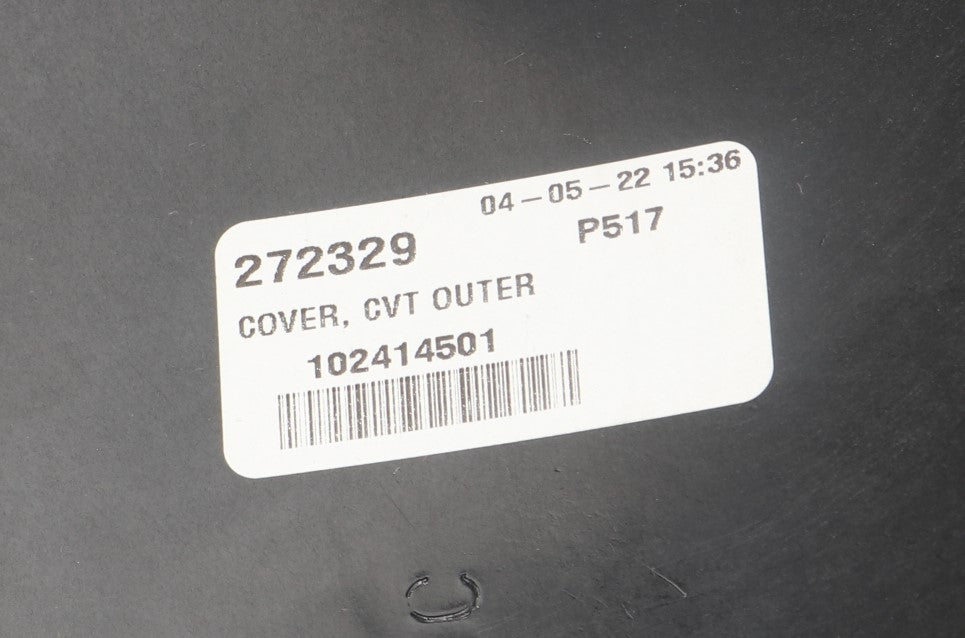 04-05-22 15:36
272329 P517
COVER, CVT OUTER
102414501